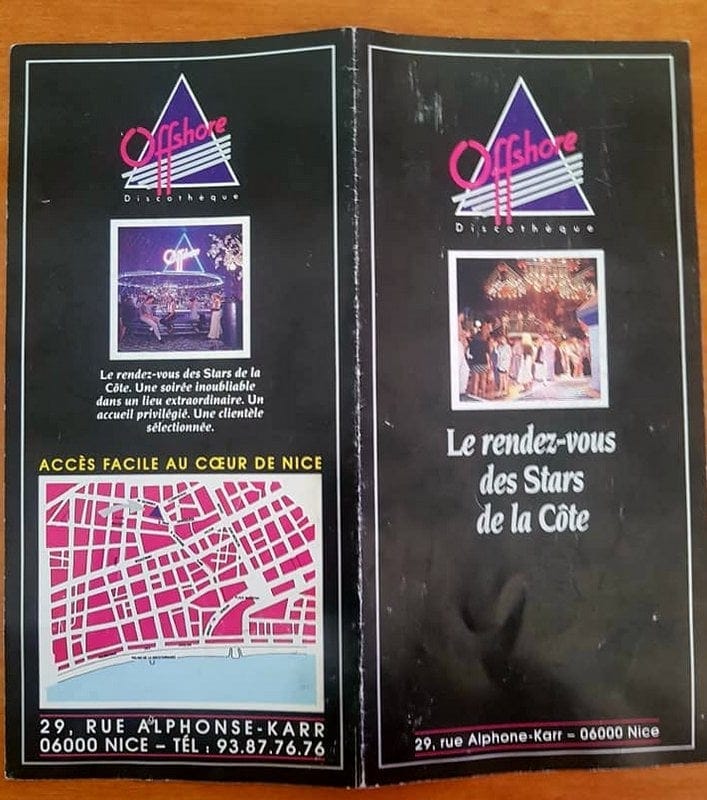 Offshore
Discothèque
Offshore
Le rendez-vous des Stars de la
Côte. Une soirée inoubliable
dans un lieu extraordinaire. Un
accueil privilégié. Une clientèle
sélectionnée.
ACCÈS FACILE AU CŒUR DE NICE
29, RUE ALPHONSE-KARR
06000 NICE – TÉL : 93.87.76.76
Offshore
Discothèque
Le rendez-vous
des Stars
de la Côte
29, rue Alphone-Karr – 06000 Nice